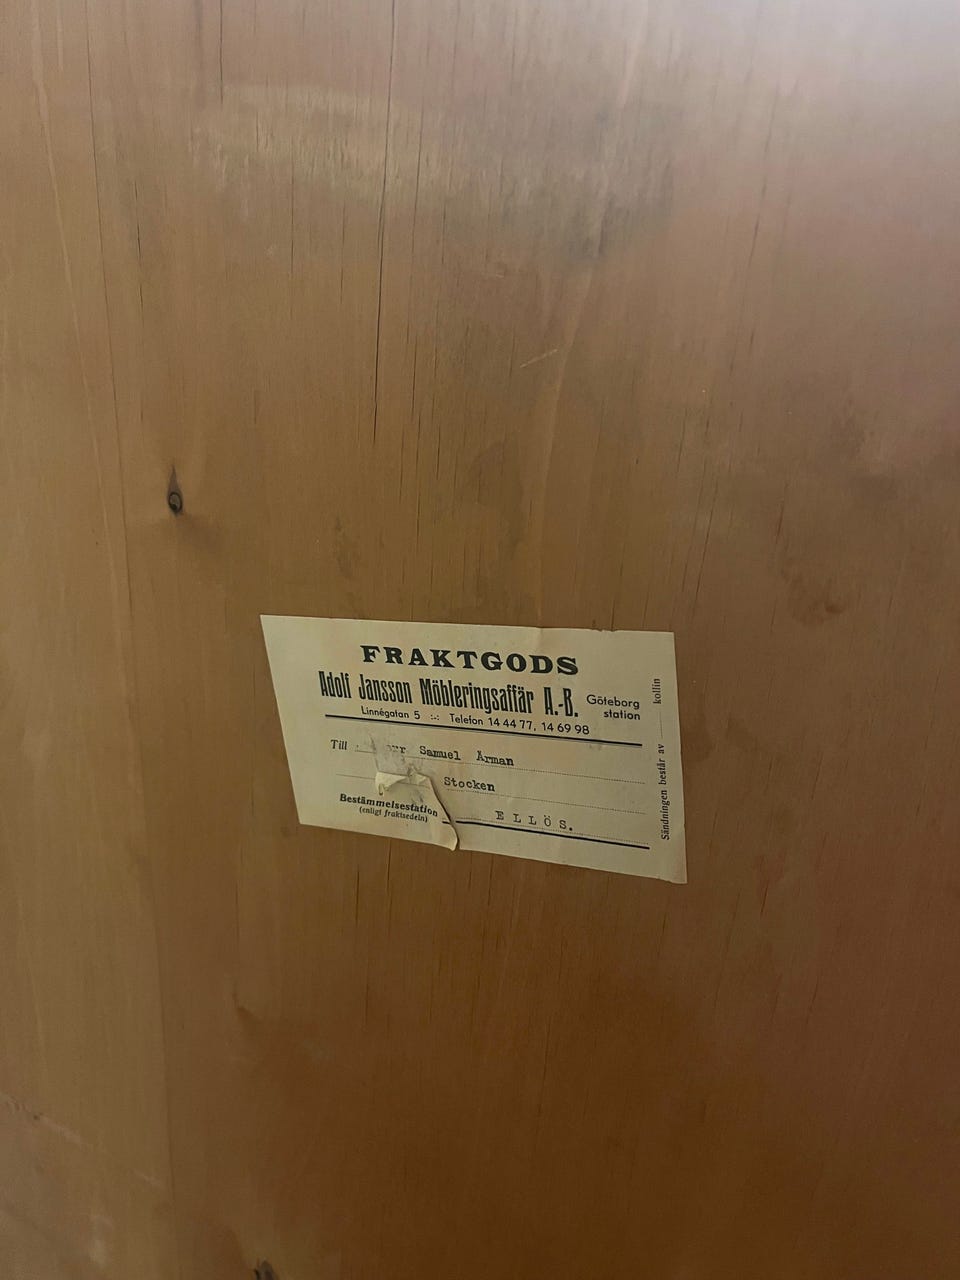 FRAKTGODS
Adolf Jansson Möbleringsaffär A.-B.
Göteborg
station
Linnégatan 5 :-: Telefon 14 44 77, 14 69 98
Till Samuel Arman
Stocken
Bestämmelsestation
(enligt fraktsedeln)
ELLÖS.
Sändningen består av kollin